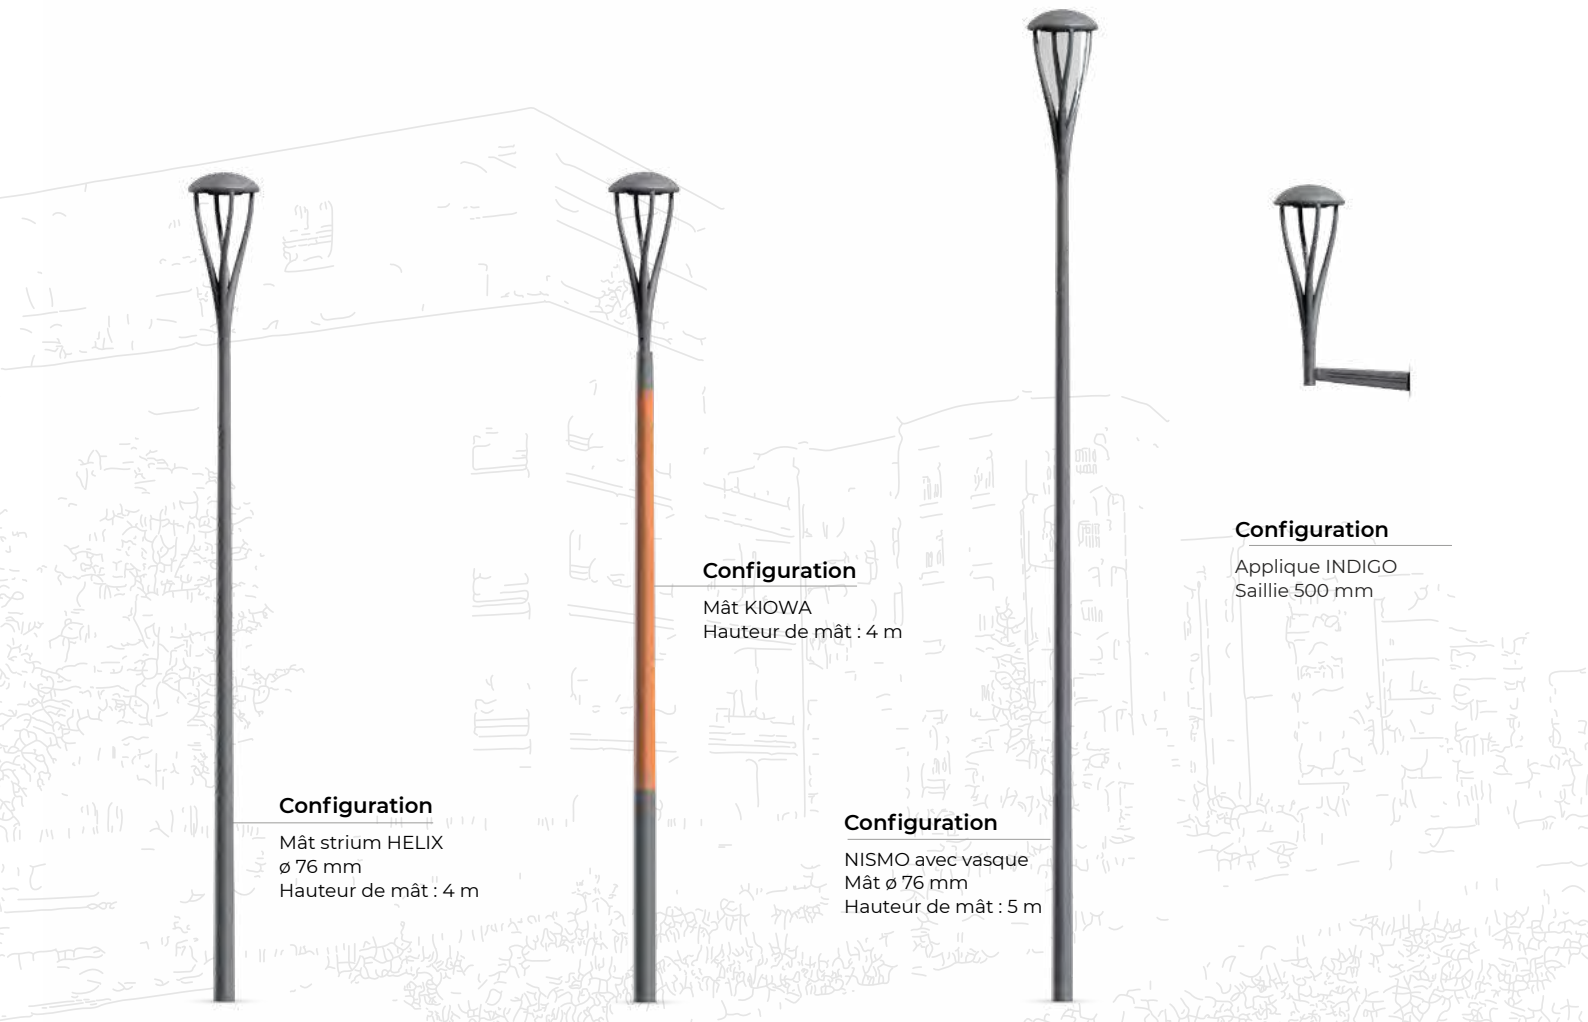 Configuration
Mât strium HELIX
ø 76 mm
Hauteur de mât : 4 m
Configuration
Mât KIOWA
Hauteur de mât : 4 m
Configuration
NISMO avec vasque
Mât ø 76 mm
Hauteur de mât : 5 m
Configuration
Applique INDIGO
Saillie 500 mm